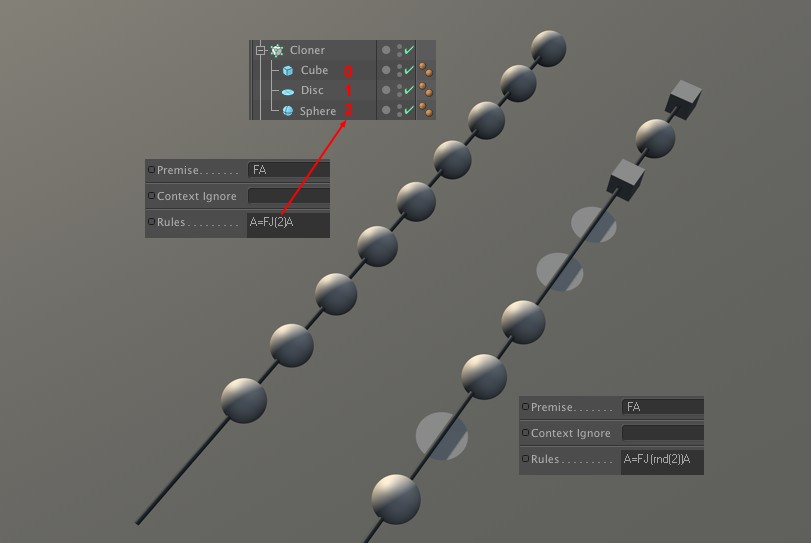 Cloner
Cube 0
Disc 1
Sphere 2
Premise....... FA
Context Ignore
Rules......... A=FJ(2)A
Premise....... FA
Context Ignore
Rules......... A=FJ(rnd(2))A